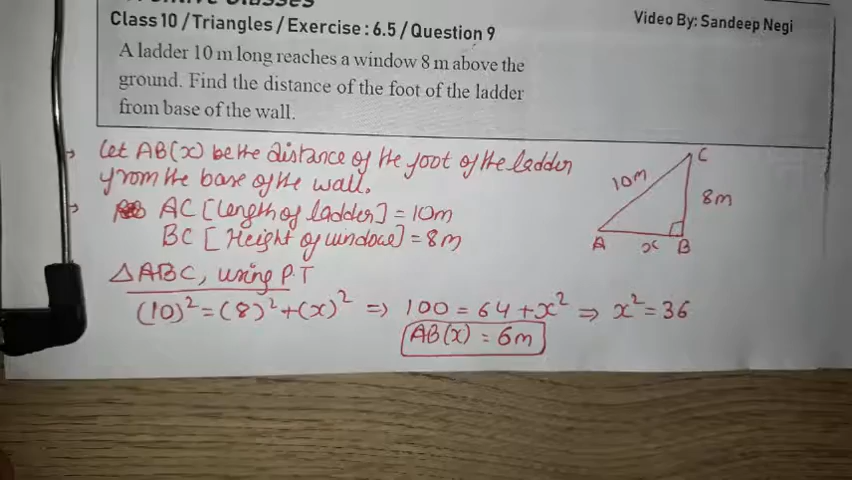 Classes
Class 10 / Triangles / Exercise : 6.5 / Question 9
Video By: Sandeep Negi
A ladder 10 m long reaches a window 8 m above the
ground. Find the distance of the foot of the ladder
from base of the wall.
Let AB(x) be the distance of the foot of the ladder
from the base of the wall.
AC [Length of ladder] = 10m
BC [Height of window] = 8m
△ABC, using P.T
(10)² = (8)² + (x)² ⇒ 100 = 64 + x² ⇒ x² = 36
AB(x) = 6m
C
10m
8m
A
x
B